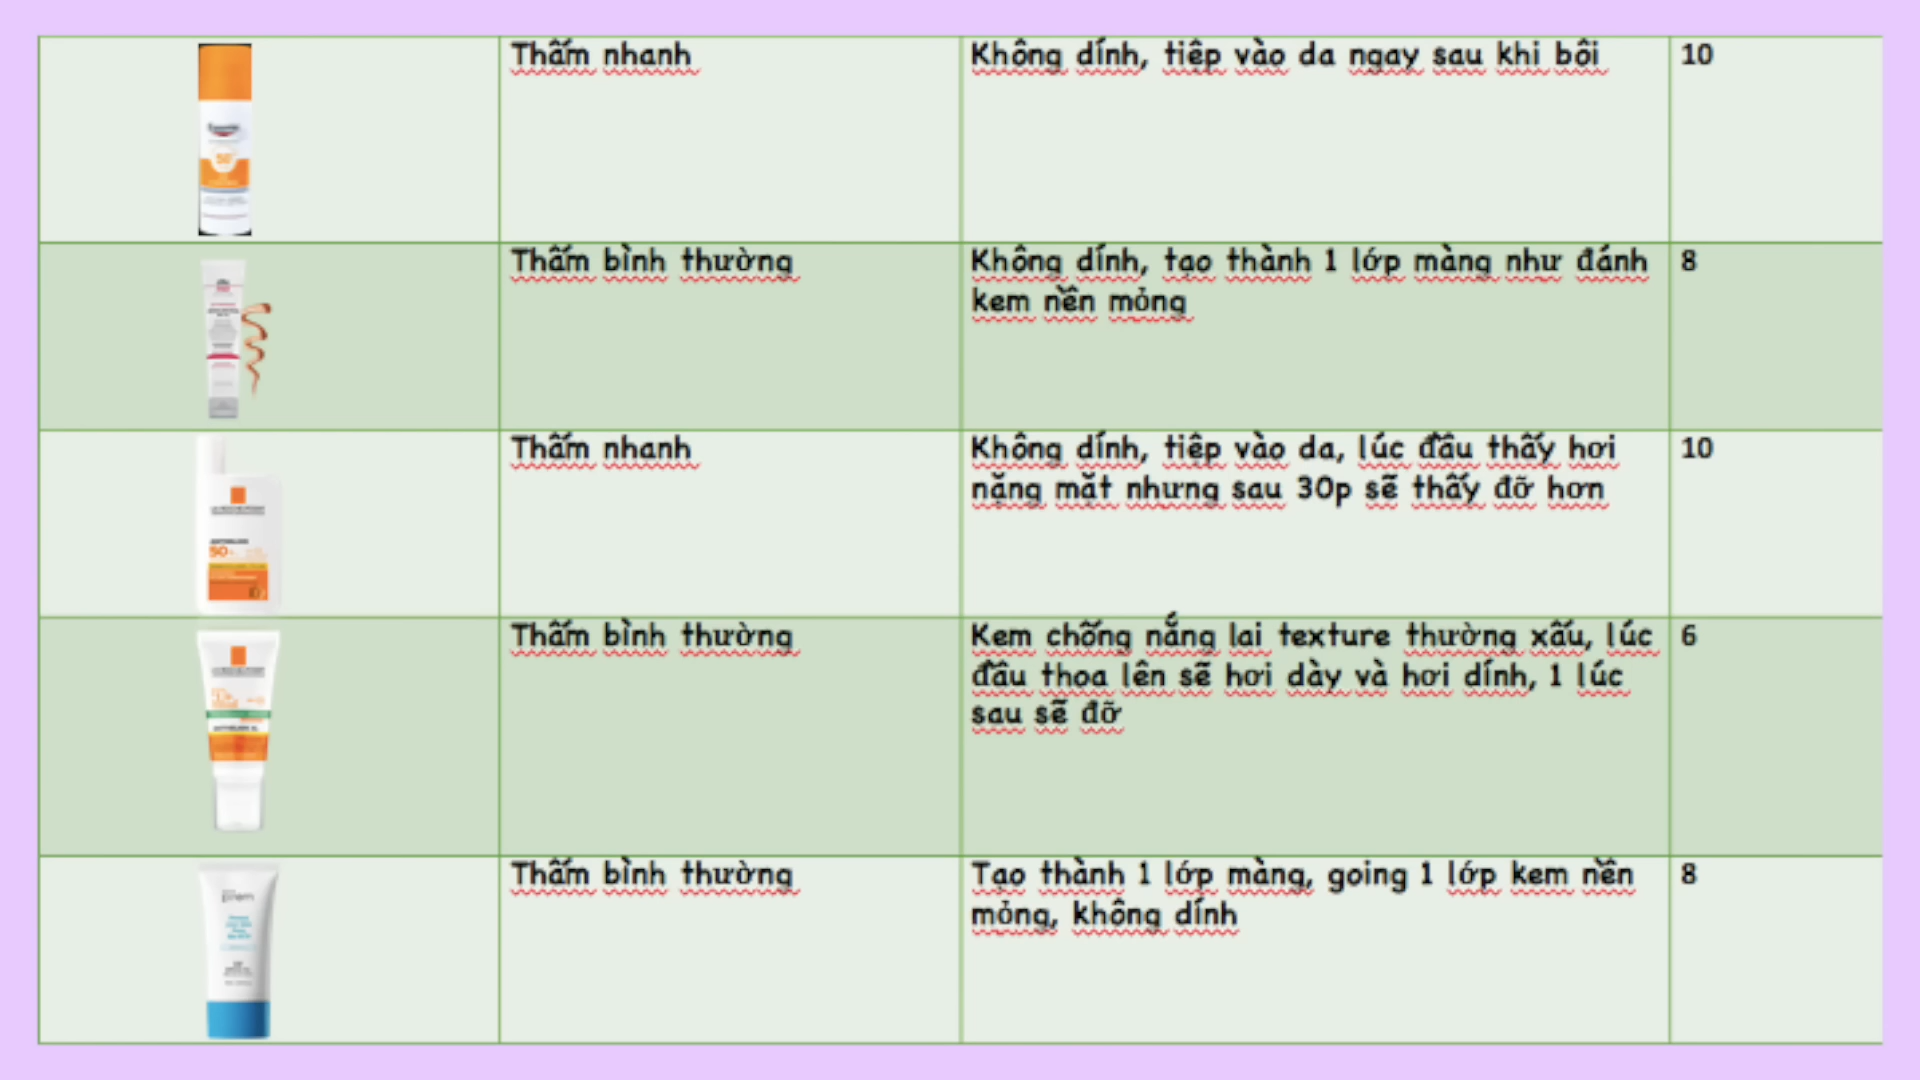 Thấm nhanh
Không dính, tiệp vào da ngay sau khi bôi
10
50+
Thấm bình thường
Không dính, tạo thành 1 lớp màng như đánh
kem nền mỏng
8
Thấm nhanh
Không dính, tiệp vào da, lúc đầu thấy hơi
nặng mặt nhưng sau 30p sẽ thấy đỡ hơn
10
50+
Thấm bình thường
Kem chống nắng lai texture thường xấu, lúc
đầu thoa lên sẽ hơi dày và hơi dính, 1 lúc
sau sẽ đỡ
6
Thấm bình thường
Tạo thành 1 lớp màng, going 1 lớp kem nền
mỏng, không dính
8